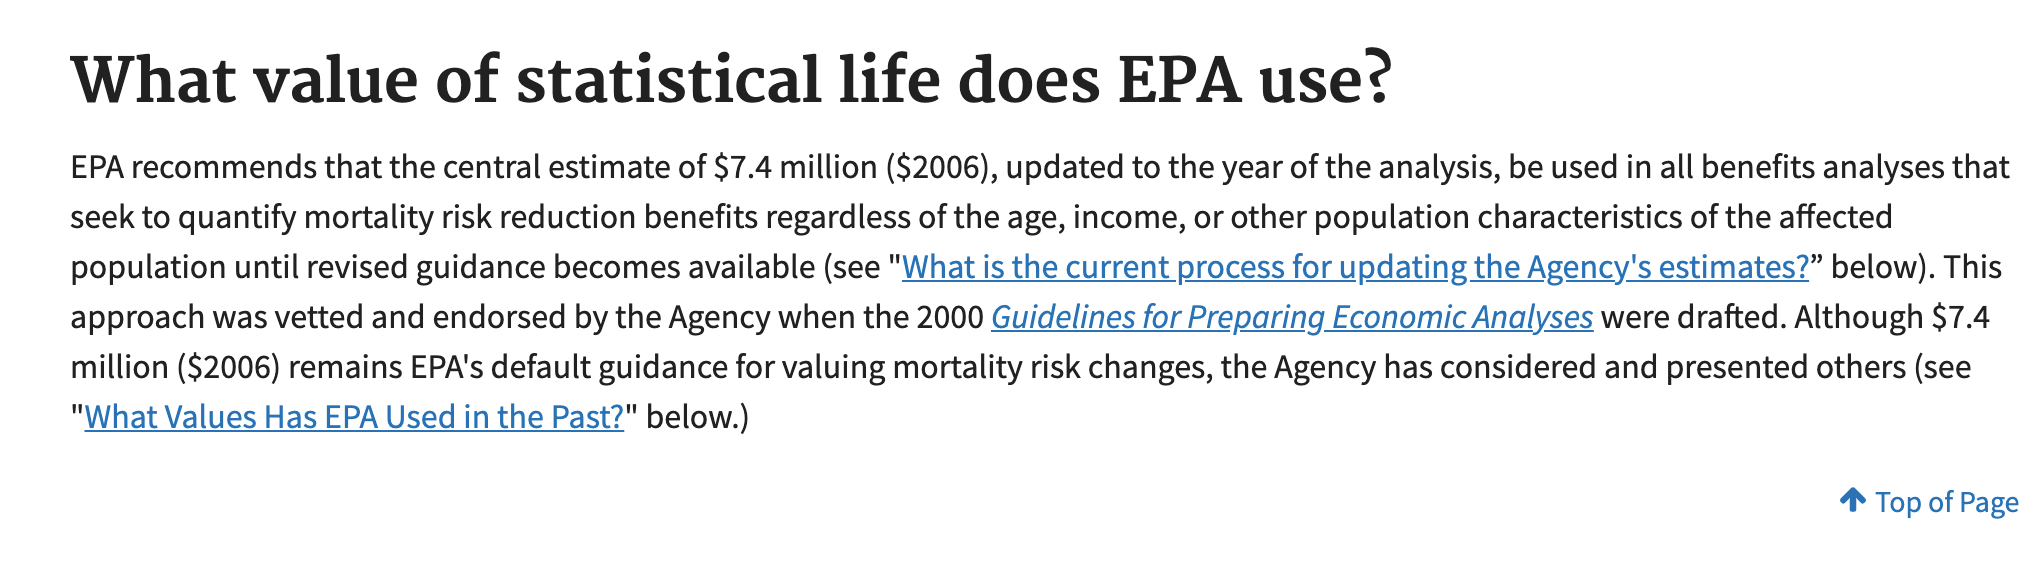 What value of statistical life does EPA use?
EPA recommends that the central estimate of $7.4 million ($2006), updated to the year of the analysis, be used in all benefits analyses that
seek to quantify mortality risk reduction benefits regardless of the age, income, or other population characteristics of the affected
population until revised guidance becomes available (see "What is the current process for updating the Agency's estimates?” below). This
approach was vetted and endorsed by the Agency when the 2000 Guidelines for Preparing Economic Analyses were drafted. Although $7.4
million ($2006) remains EPA's default guidance for valuing mortality risk changes, the Agency has considered and presented others (see
"What Values Has EPA Used in the Past?" below.)
Top of Page